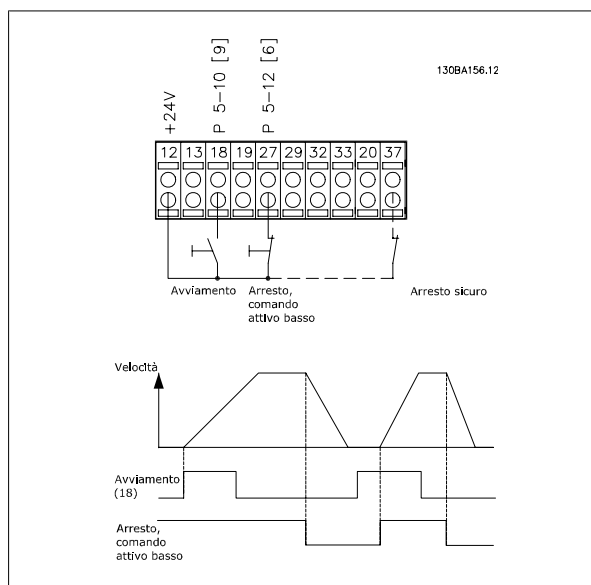 130BA156.12
+24V
P 5-10 [9]
P 5-12 [6]
12 13 18 19 27 29 32 33 20 37
Avviamento
Arresto,
comando
attivo basso
Arresto sicuro
Velocità
Avviamento
(18)
Arresto,
comando
attivo basso